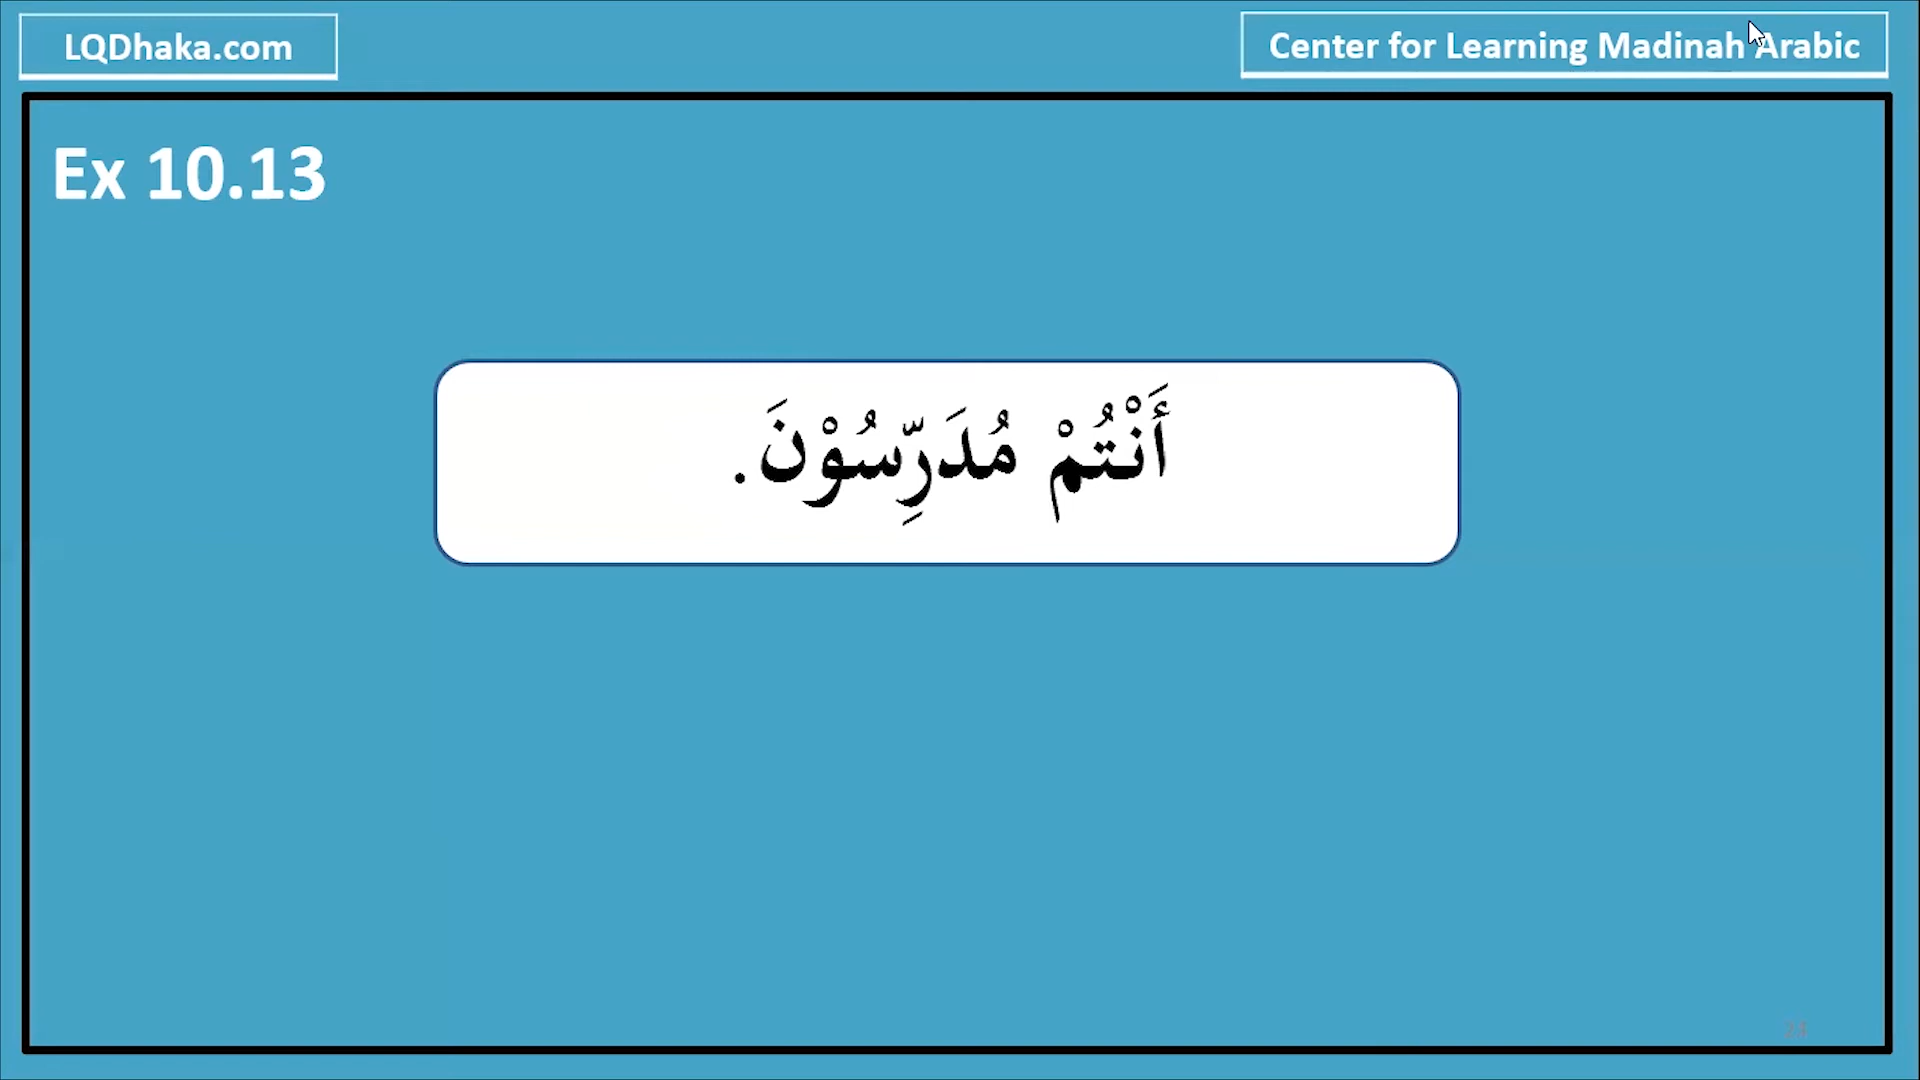 LQDhaka.com
Center for Learning Madinah Arabic
Ex 10.13
أَنْتُمْ مُدَرِّسُوْنَ.